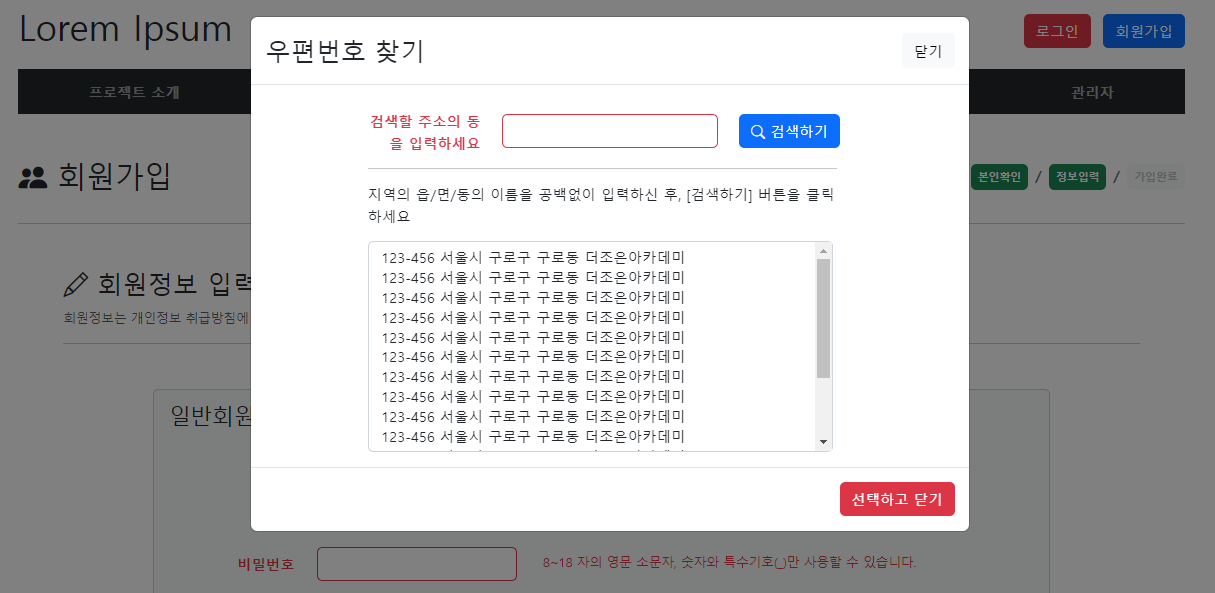 Lorem Ipsum
로그인
회원가입
우편번호 찾기
닫기
프로젝트 소개
관리자
검색할 주소의 동
을 입력하세요
검색하기
회원가입
본인확인 / 정보입력 / 가입완료
지역의 읍/면/동의 이름을 공백없이 입력하신 후, [검색하기] 버튼을 클릭
하세요
123-456 서울시 구로구 구로동 더조은아카데미
123-456 서울시 구로구 구로동 더조은아카데미
123-456 서울시 구로구 구로동 더조은아카데미
123-456 서울시 구로구 구로동 더조은아카데미
123-456 서울시 구로구 구로동 더조은아카데미
123-456 서울시 구로구 구로동 더조은아카데미
123-456 서울시 구로구 구로동 더조은아카데미
123-456 서울시 구로구 구로동 더조은아카데미
123-456 서울시 구로구 구로동 더조은아카데미
123-456 서울시 구로구 구로동 더조은아카데미
회원정보 입력
회원정보는 개인정보 취급방침에
일반회원
선택하고 닫기
비밀번호
8~18 자의 영문 소문자, 숫자와 특수기호(_)만 사용할 수 있습니다.